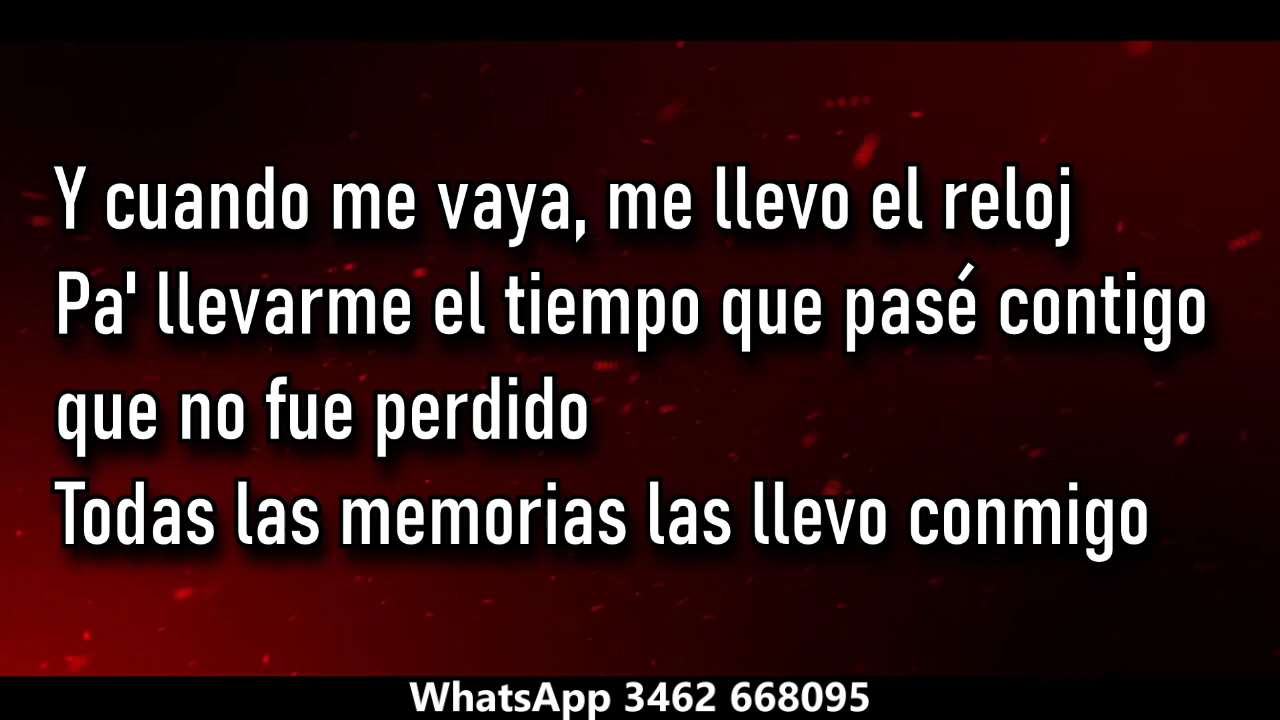 Y cuando me vaya, me llevo el reloj
Pa' llevarme el tiempo que pasé contigo
que no fue perdido
Todas las memorias las llevo conmigo
WhatsApp 3462 668095